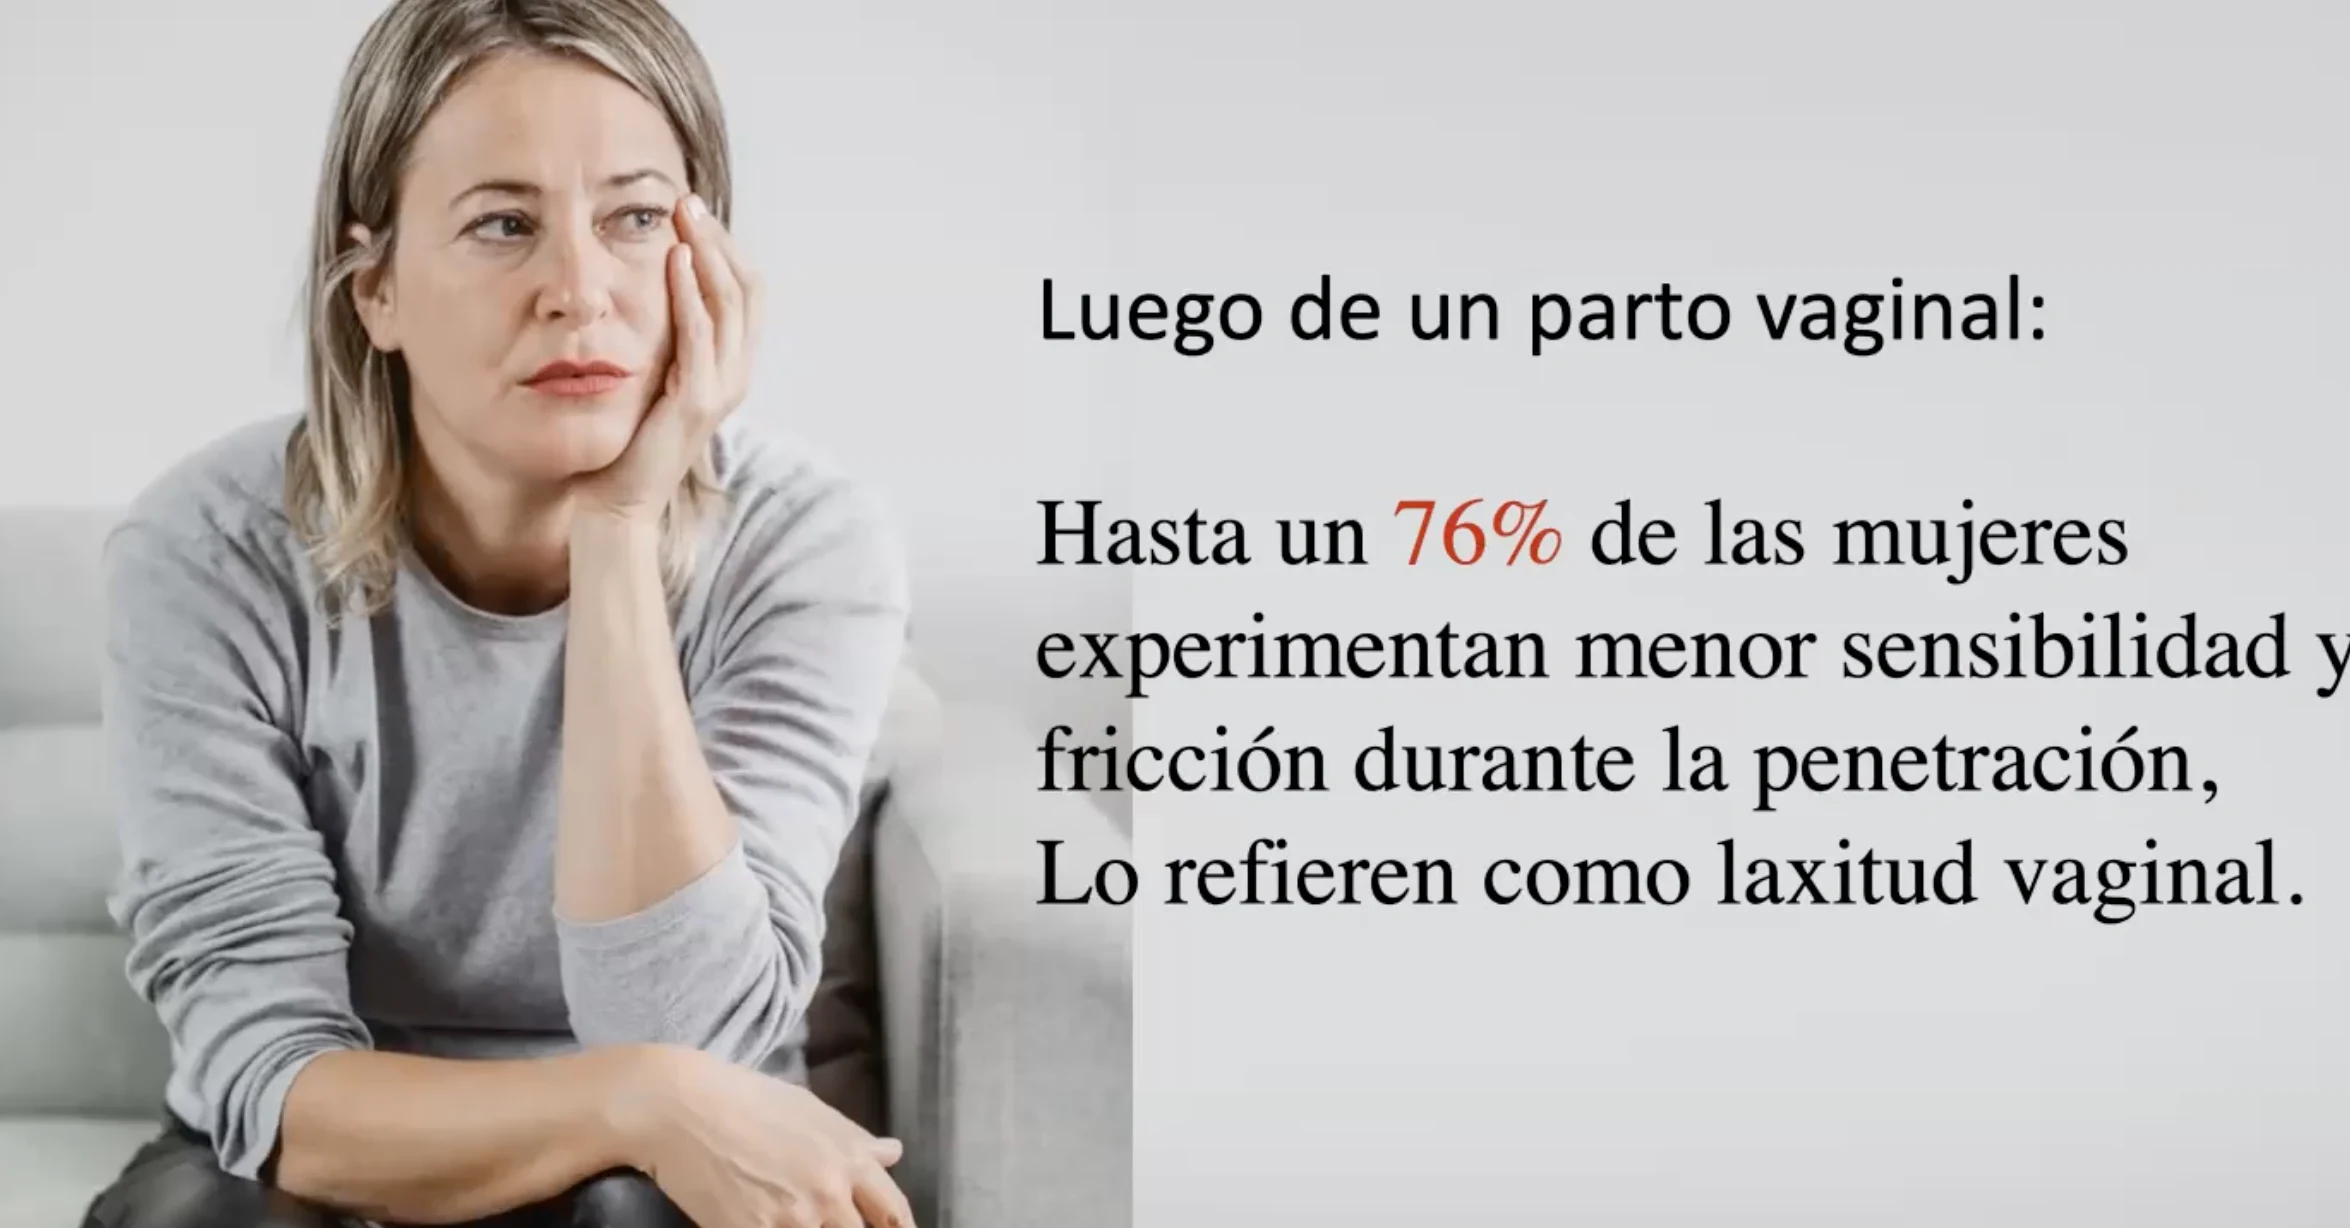 Luego de un parto vaginal:
Hasta un 76% de las mujeres
experimentan menor sensibilidad y
fricción durante la penetración,
Lo refieren como laxitud vaginal.